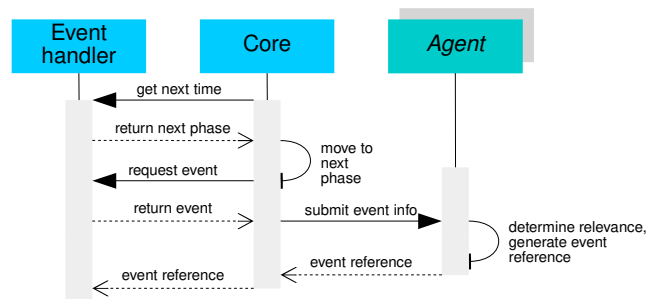 Event
handler
Core
Agent
get next time
return next phase
move to
next
phase
request event
return event
submit event info
determine relevance,
generate event
reference
event reference
event reference